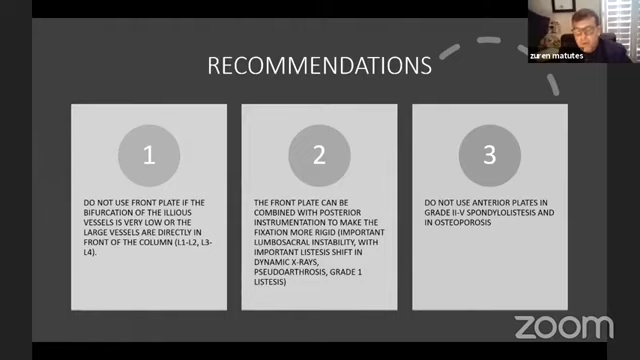 zuren matutes
RECOMMENDATIONS
1
DO NOT USE FRONT PLATE IF THE
BIFURCATION OF THE ILLIOUS
VESSELS IS VERY LOW OR THE
LARGE VESSELS ARE DIRECTLY IN
FRONT OF THE COLUMN (L1-L2, L3-
L4).
2
THE FRONT PLATE CAN BE
COMBINED WITH POSTERIOR
INSTRUMENTATION TO MAKE THE
FIXATION MORE RIGID (IMPORTANT
LUMBOSACRAL INSTABILITY, WITH
IMPORTANT LISTESIS SHIFT IN
DYNAMIC X-RAYS,
PSEUDOARTHROSIS, GRADE 1
LISTESIS)
3
DO NOT USE ANTERIOR PLATES IN
GRADE II-V SPONDYLOLISTESIS AND
IN OSTEOPOROSIS
zoom